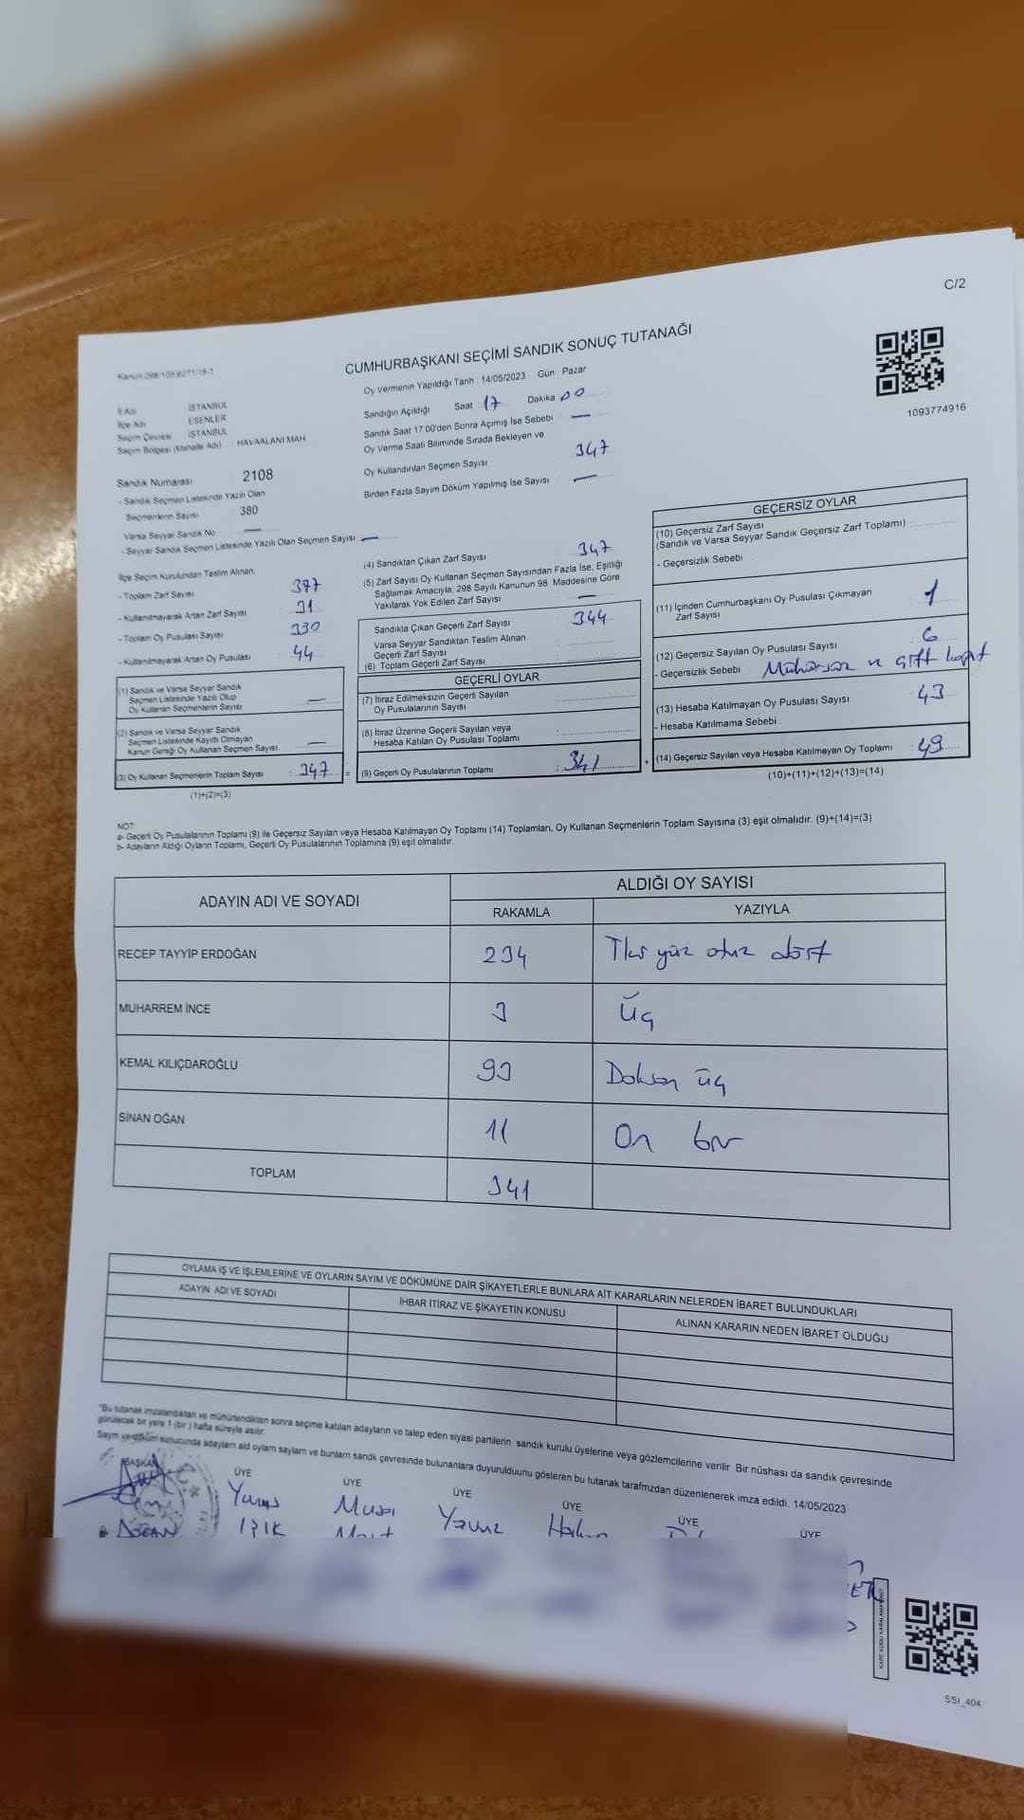 C/2
CUMHURBAŞKANI SEÇİMİ SANDIK SONUÇ TUTANAĞI
1093774916
Oy Vermenin Yapıldığı Tarih : 14/05/2023 Gün Pazar
Sandığın Açıldığı Saat 17 Dakika 00
Sandık Saat 17.00'den Sonra Açımış İse Sebebi —
Oy Verme Saati Bitiminde Sırada Bekleyen ve
Oy Kullandırılan Seçmen Sayısı 347
Birden Fazla Sayım Döküm Yapılmış İse Sayısı —
İl Adı İSTANBUL
İlçe Adı ESENLER
Seçim Çevresi İSTANBUL
Seçim Bölgesi (Mahalle Adı) HAVAALANI MAH
Sandık Numarası 2108
- Sandık Seçmen Listesinde Yazılı Olan
Seçmenlerin Sayısı 380
Varsa Seyyar Sandık No —
- Seyyar Sandık Seçmen Listesinde Yazılı Olan Seçmen Sayısı —
İlçe Seçim Kurulundan Teslim Alınan,
- Toplam Zarf Sayısı 377
- Kullanılmayarak Artan Zarf Sayısı 31
- Toplam Oy Pusulası Sayısı 330
- Kullanılmayarak Artan Oy Pusulası 44
(1) Sandık ve Varsa Seyyar Sandık
Seçmen Listesinde Yazılı Olup
Oy Kullanan Seçmenlerin Sayısı —
(2) Sandık ve Varsa Seyyar Sandık
Seçmen Listesinde Kayıtlı Olmayan
Kanun Gereği Oy Kullanan Seçmen Sayısı —
(3) Oy Kullanan Seçmenlerin Toplam Sayısı : 347 =
(1)+(2)=(3)
(4) Sandıktan Çıkan Zarf Sayısı 347
(5) Zarf Sayısı Oy Kullanan Seçmen Sayısından Fazla İse, Eşitliği
Sağlamak Amacıyla; 298 Sayılı Kanunun 98. Maddesine Göre
Yakılarak Yok Edilen Zarf Sayısı —
Sandıkta Çıkan Geçerli Zarf Sayısı 344
Varsa Seyyar Sandıktan Teslim Alınan
Geçerli Zarf Sayısı
(6) Toplam Geçerli Zarf Sayısı
GEÇERLİ OYLAR
(7) İtiraz Edilmeksizin Geçerli Sayılan
Oy Pusulalarının Sayısı
(8) İtiraz Üzerine Geçerli Sayılan veya
Hesaba Katılan Oy Pusulası Toplamı
(9) Geçerli Oy Pusulalarının Toplamı : 341 +
GEÇERSİZ OYLAR
(10) Geçersiz Zarf Sayısı
(Sandık ve Varsa Seyyar Sandık Geçersiz Zarf Toplamı)
- Geçersizlik Sebebi
(11) İçinden Cumhurbaşkanı Oy Pusulası Çıkmayan
Zarf Sayısı 1
(12) Geçersiz Sayılan Oy Pusulası Sayısı 6
- Geçersizlik Sebebi
(13) Hesaba Katılmayan Oy Pusulası Sayısı 43
- Hesaba Katılmama Sebebi :
(14) Geçersiz Sayılan veya Hesaba Katılmayan Oy Toplamı 49
(10)+(11)+(12)+(13)=(14)
NOT:
a- Geçerli Oy Pusulalarının Toplamı (9) ile Geçersiz Sayılan veya Hesaba Katılmayan Oy Toplamı (14) Toplamları, Oy Kullanan Seçmenlerin Toplam Sayısına (3) eşit olmalıdır. (9)+(14)=(3)
b- Adayların Aldığı Oyların Toplamı, Geçerli Oy Pusulalarının Toplamına (9) eşit olmalıdır.
ADAYIN ADI VE SOYADI ALDIĞI OY SAYISI
RAKAMLA YAZIYLA
RECEP TAYYİP ERDOĞAN 234 İki yüz otuz dört
MUHARREM İNCE 3 Üç
KEMAL KILIÇDAROĞLU 93 Doksan üç
SİNAN OĞAN 11 On bir
TOPLAM 341
OYLAMA İŞ VE İŞLEMLERİNE VE OYLARIN SAYIM VE DÖKÜMÜNE DAİR ŞİKAYETLERLE BUNLARA AİT KARARLARIN NELERDEN İBARET BULUNDUKLARI
ADAYIN ADI VE SOYADI İHBAR İTİRAZ VE ŞİKAYETİN KONUSU ALINAN KARARIN NEDEN İBARET OLDUĞU
*Bu tutanak imzalandıktan ve mühürlendikten sonra seçime katılan adayların ve talep eden siyasi partilerin sandık kurulu üyelerine veya gözlemcilerine verilir. Bir nüshası da sandık çevresinde
görülecek bir yere 1 (bir ) hafta süreyle asılır.
Sayım ve döküm sonucunda adayların aldı oyların sayıları ve bunların sandık çevresinde bulunanlara duyurulduunu gösteren bu tutanak tarafımızdan düzenlenerek imza edildi. 14/05/2023
BAŞKAN ÜYE ÜYE ÜYE ÜYE ÜYE ÜYE
Yunus Musa Yavuz Hakan
DOĞAN IŞIK
SSI_404